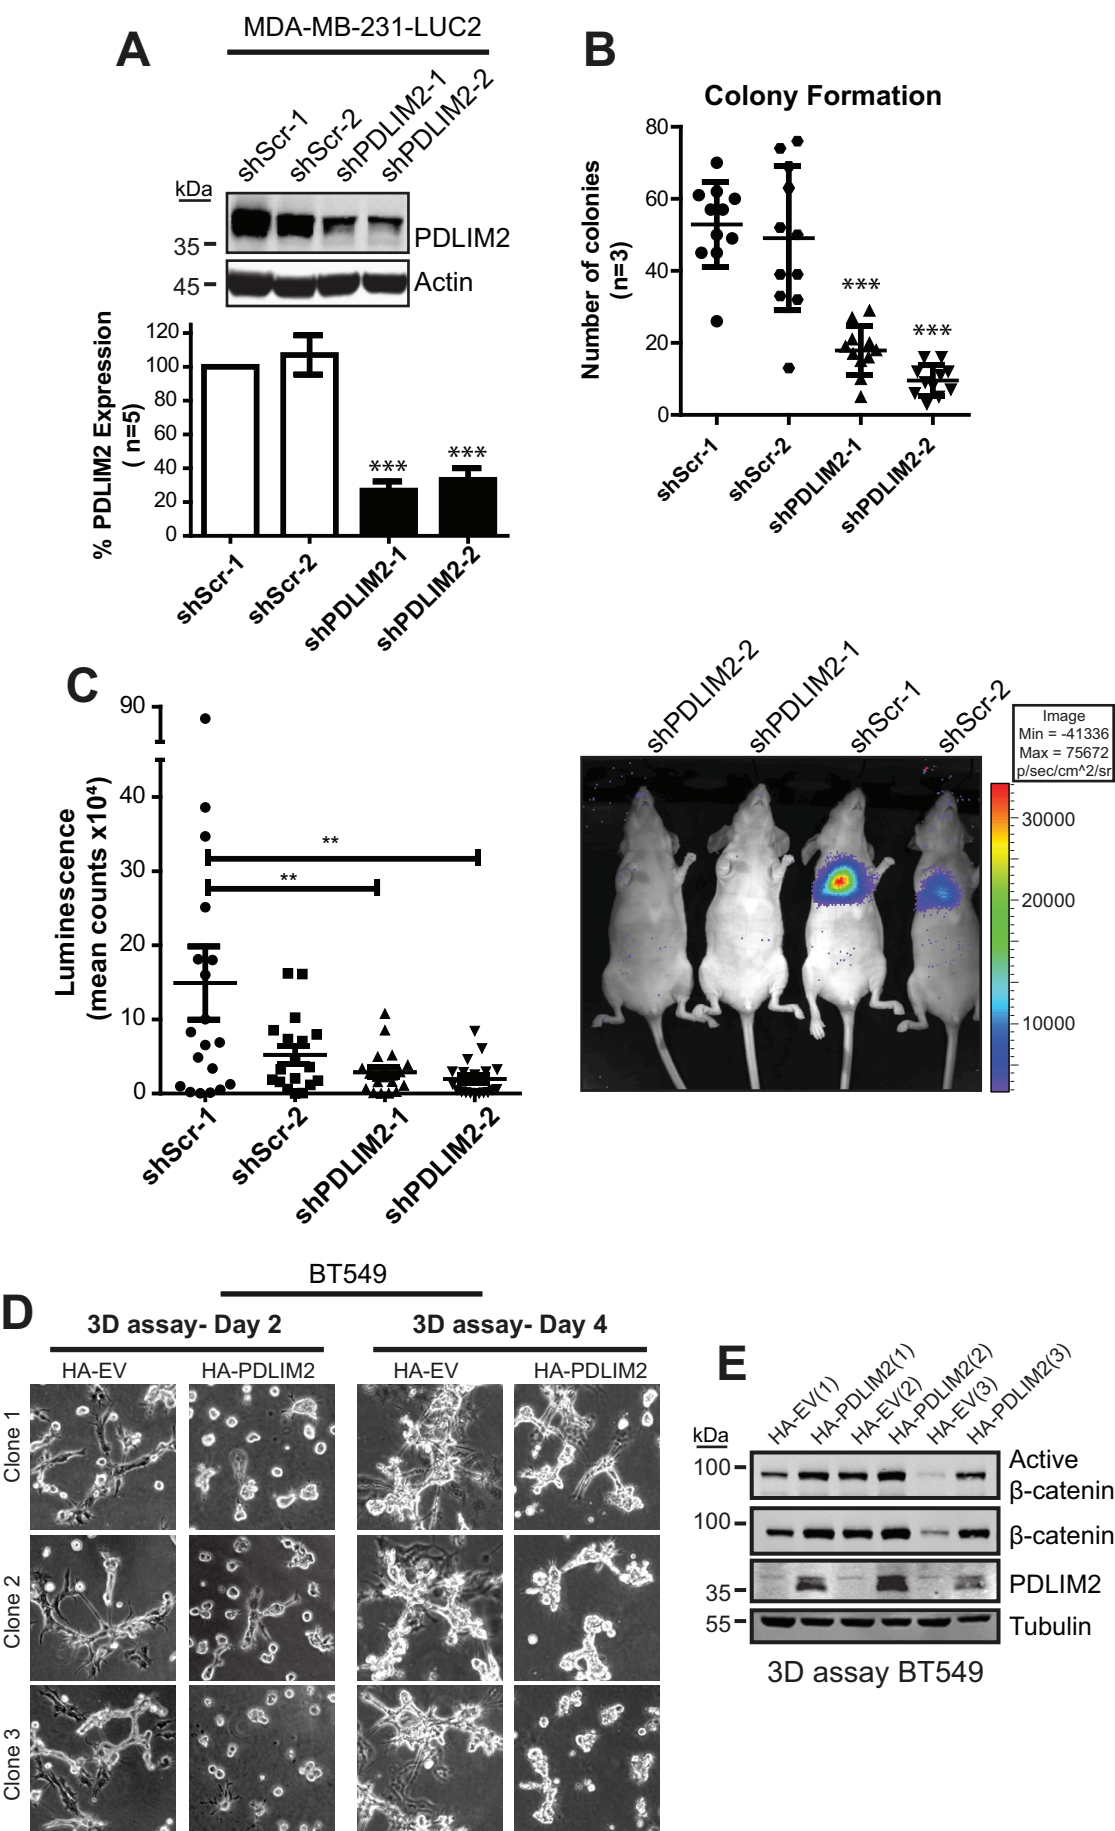 A
MDA-MB-231-LUC2
shScr-1
shScr-2
shPDLIM2-1
shPDLIM2-2
kDa
35
PDLIM2
45
Actin
% PDLIM2 Expression
( n=5)
120
100
80
60
40
20
0
***
***
shScr-1
shScr-2
shPDLIM2-1
shPDLIM2-2
B
Colony Formation
Number of colonies
(n=3)
80
60
40
20
0
***
***
shScr-1
shScr-2
shPDLIM2-1
shPDLIM2-2
C
Luminescence
(mean counts x10⁴)
90
40
30
20
10
0
**
**
shScr-1
shScr-2
shPDLIM2-1
shPDLIM2-2
shPDLIM2-2
shPDLIM2-1
shScr-1
shScr-2
Image
Min = -41336
Max = 75672
p/sec/cm^2/sr
30000
20000
10000
D
BT549
3D assay- Day 2
3D assay- Day 4
HA-EV
HA-PDLIM2
HA-EV
HA-PDLIM2
Clone 1
Clone 2
Clone 3
E
HA-EV(1)
HA-PDLIM2(1)
HA-EV(2)
HA-PDLIM2(2)
HA-EV(3)
HA-PDLIM2(3)
kDa
100
Active
β-catenin
100
β-catenin
35
PDLIM2
55
Tubulin
3D assay BT549